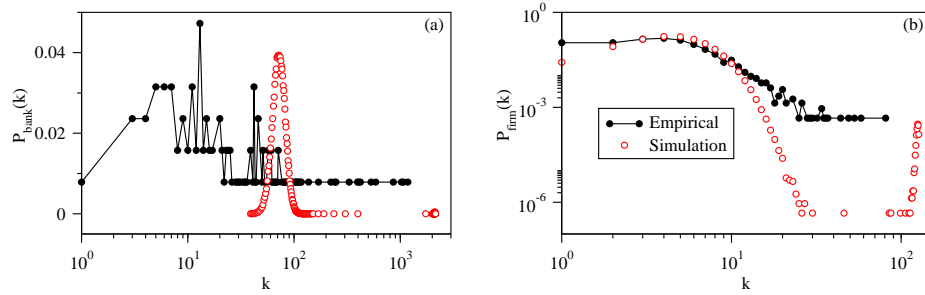 (a)
0.04
0.02
0
P_bank(k)
10^0
10^1
10^2
10^3
k
(b)
10^0
10^-3
10^-6
P_firm(k)
Empirical
Simulation
10^0
10^1
10^2
k